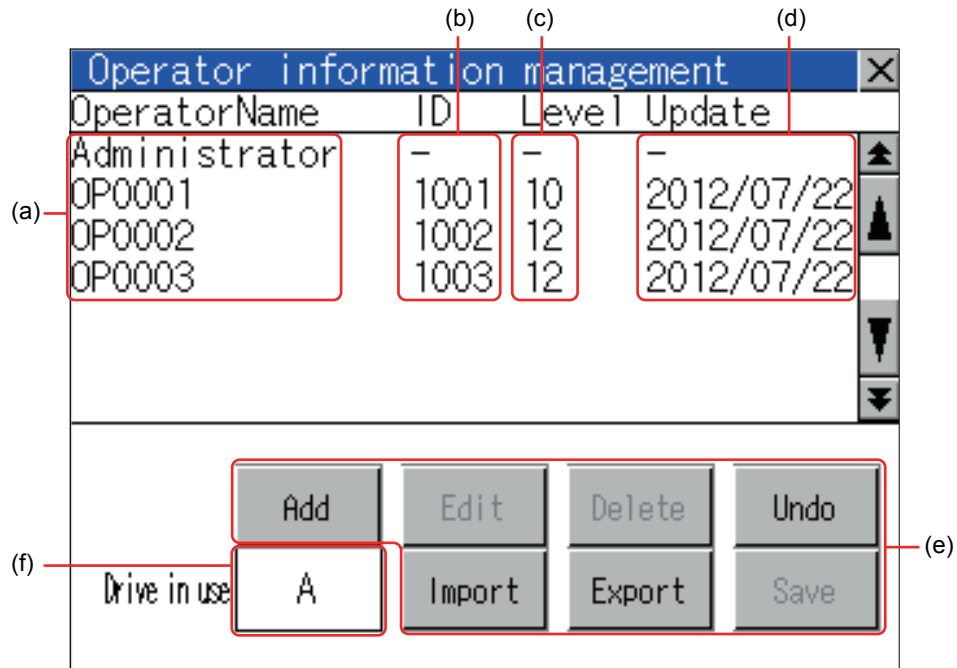 (b) (c) (d)
Operator information management
OperatorName ID Level Update
Administrator - - -
OP0001 1001 10 2012/07/22
(a)
OP0002 1002 12 2012/07/22
OP0003 1003 12 2012/07/22
Add Edit Delete Undo
(e)
(f)
Drive in use A Import Export Save